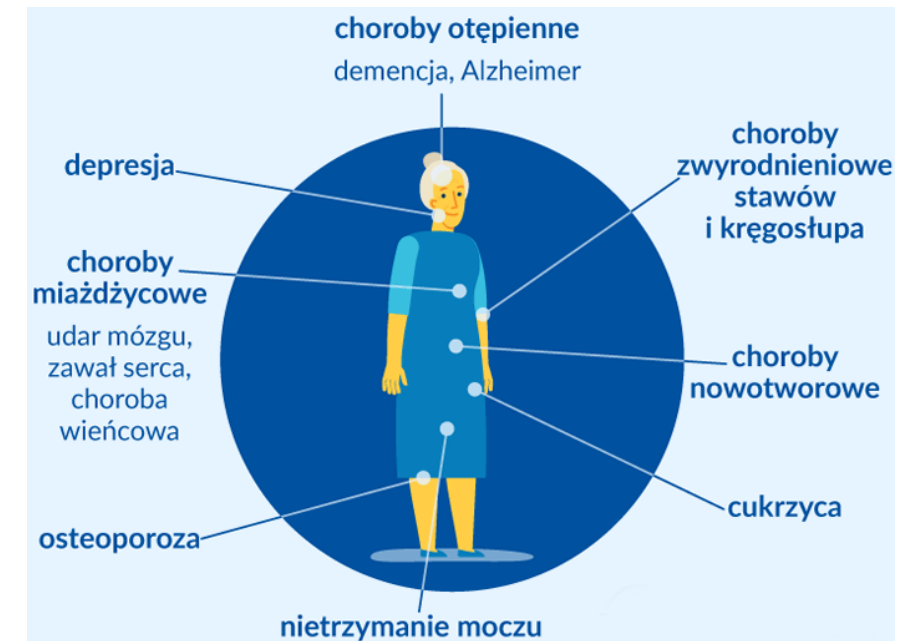 choroby otępienne
demencja, Alzheimer
depresja
choroby
zwyrodnieniowe
stawów
i kręgosłupa
choroby
miażdżycowe
udar mózgu,
zawał serca,
choroba
wieńcowa
choroby
nowotworowe
cukrzyca
osteoporoza
nietrzymanie moczu